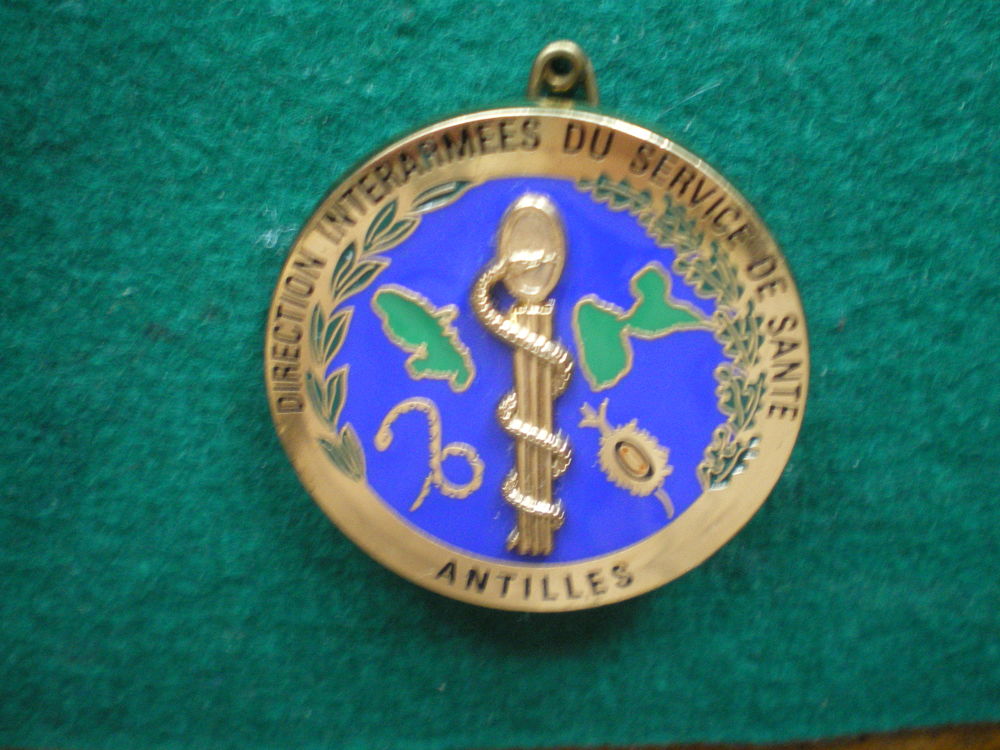 DIRECTION INTERARMEES DU SERVICE DE SANTE
ANTILLES